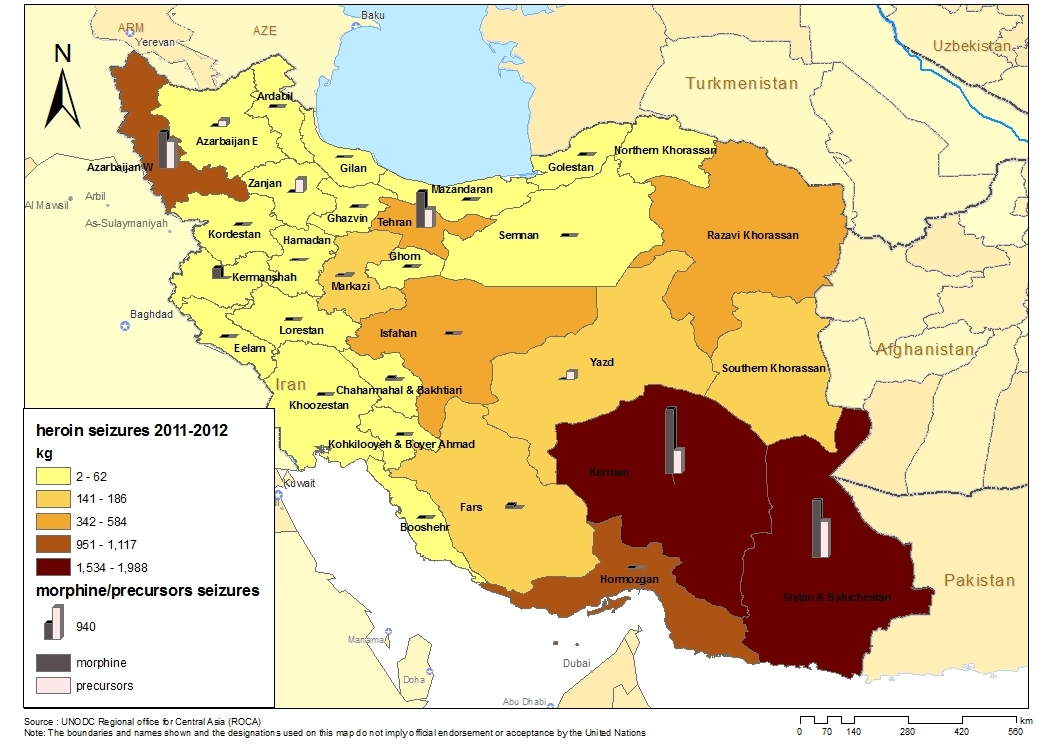 Baku
ARM
AZE
Yerevan
Uzbekistan
N
Turkmenistan
Ardabil
Azarbaijan E
Northern Khorassan
Golestan
Azarbaijan W
Gilan
Zanjan
Mazandaran
Arbil
Al Mawsil
Ghazvin
As-Sulaymaniyah
Tehran
Kordestan
Semnan
Razavi Khorassan
Hamadan
Ghom
Kermanshah
Markazi
Baghdad
Lorestan
Isfahan
Eelam
Afghanistan
Yazd
Southern Khorassan
Iran
Chaharmahal & Bakhtiari
Khoozestan
Kohkilooyeh & Boyer Ahmad
Kerman
Kuwait
Fars
Booshehr
Hormozgan
Pakistan
Sistan & Baluchestan
Manama
Dubai
Doha
Abu Dhabi
heroin seizures 2011-2012
kg
2 - 62
141 - 186
342 - 584
951 - 1,117
1,534 - 1,988
morphine/precursors seizures
940
morphine
precursors
Source : UNODC Regional office for Central Asia (ROCA)
Note: The boundaries and names shown and the designations used on this map do not imply official endorsement or acceptance by the United Nations
km
0 70 140 280 420 560